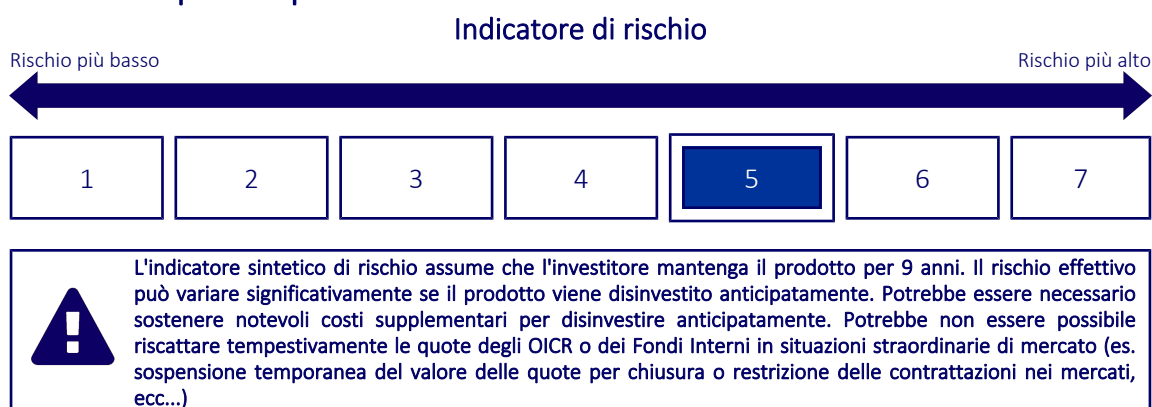 Indicatore di rischio
Rischio più basso
Rischio più alto
1
2
3
4
5
6
7
L'indicatore sintetico di rischio assume che l'investitore mantenga il prodotto per 9 anni. Il rischio effettivo
può variare significativamente se il prodotto viene disinvestito anticipatamente. Potrebbe essere necessario
sostenere notevoli costi supplementari per disinvestire anticipatamente. Potrebbe non essere possibile
riscattare tempestivamente le quote degli OICR o dei Fondi Interni in situazioni straordinarie di mercato (es.
sospensione temporanea del valore delle quote per chiusura o restrizione delle contrattazioni nei mercati,
ecc...)